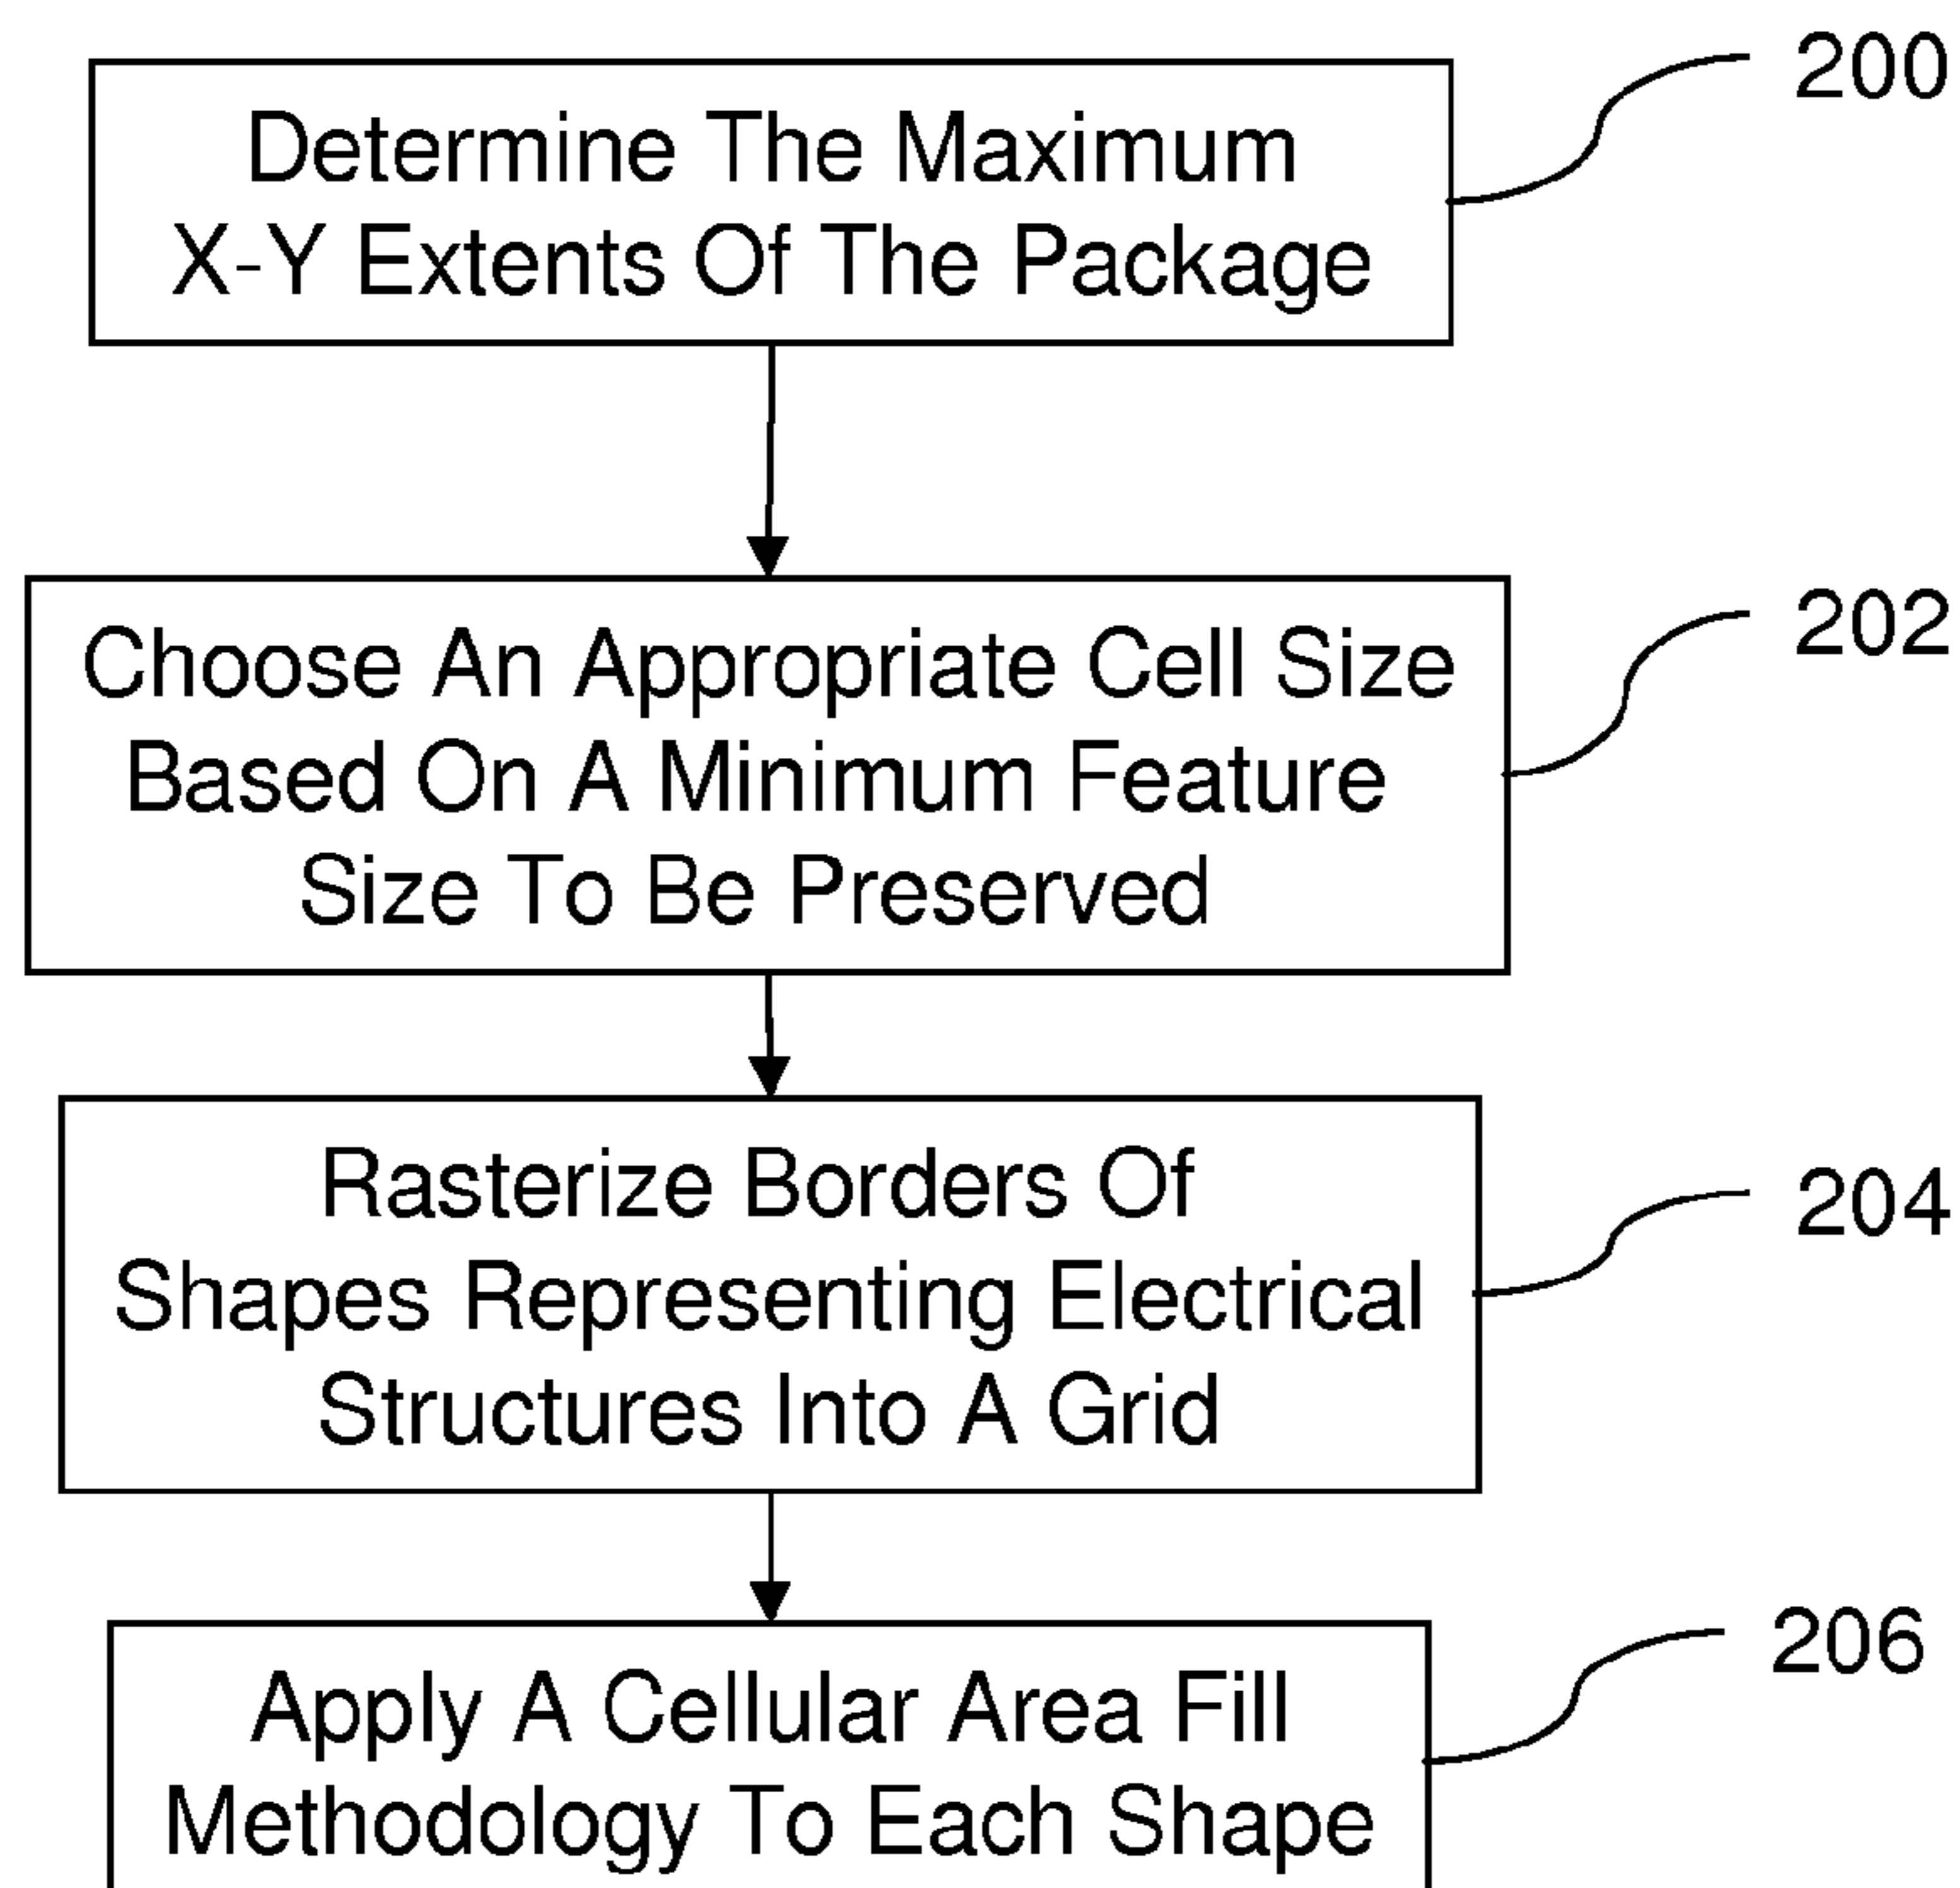 Determine The Maximum
X-Y Extents Of The Package
200
Choose An Appropriate Cell Size
Based On A Minimum Feature
Size To Be Preserved
202
Rasterize Borders Of
Shapes Representing Electrical
Structures Into A Grid
204
Apply A Cellular Area Fill
Methodology To Each Shape
206